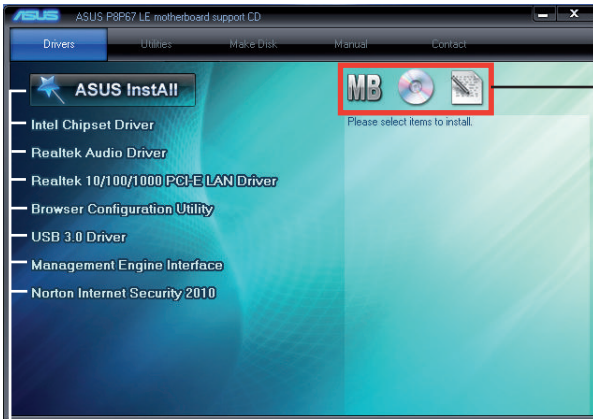 ASUS ASUS P8P67 LE motherboard support CD
Drivers Utilities Make Disk Manual Contact
ASUS InstAll
MB
Please select items to install.
Intel Chipset Driver
Realtek Audio Driver
Realtek 10/100/1000 PCI-E LAN Driver
Browser Configuration Utility
USB 3.0 Driver
Management Engine Interface
Norton Internet Security 2010